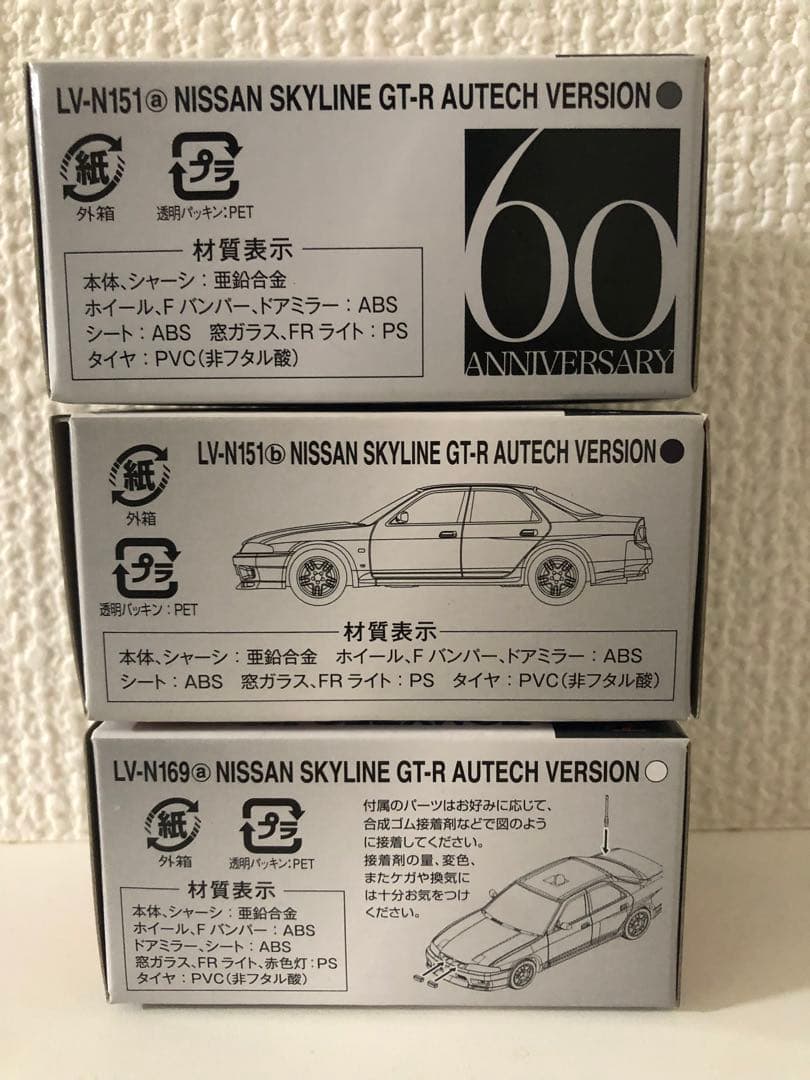 LV-N151ⓐ NISSAN SKYLINE GT-R AUTECH VERSION
紙
外箱
プラ
透明パッキン:PET
材質表示
本体、シャーシ:亜鉛合金
ホイール、Fバンパー、ドアミラー:ABS
シート:ABS 窓ガラス、FRライト:PS
タイヤ:PVC(非フタル酸)
60
ANNIVERSARY
LV-N151ⓑ NISSAN SKYLINE GT-R AUTECH VERSION
紙
外箱
プラ
透明パッキン:PET
材質表示
本体、シャーシ:亜鉛合金 ホイール、Fバンパー、ドアミラー:ABS
シート:ABS 窓ガラス、FRライト:PS タイヤ:PVC(非フタル酸)
LV-N169ⓐ NISSAN SKYLINE GT-R AUTECH VERSION
紙
外箱
プラ
透明パッキン:PET
材質表示
本体、シャーシ:亜鉛合金
ホイール、Fバンパー:ABS
ドアミラー、シート:ABS
窓ガラス、FRライト、赤色灯:PS
タイヤ:PVC(非フタル酸)
付属のパーツはお好みに応じて、
合成ゴム接着剤などで図のよう
に接着してください。
接着剤の量、変色、
またケガや換気に
は十分お気をつけ
ください。